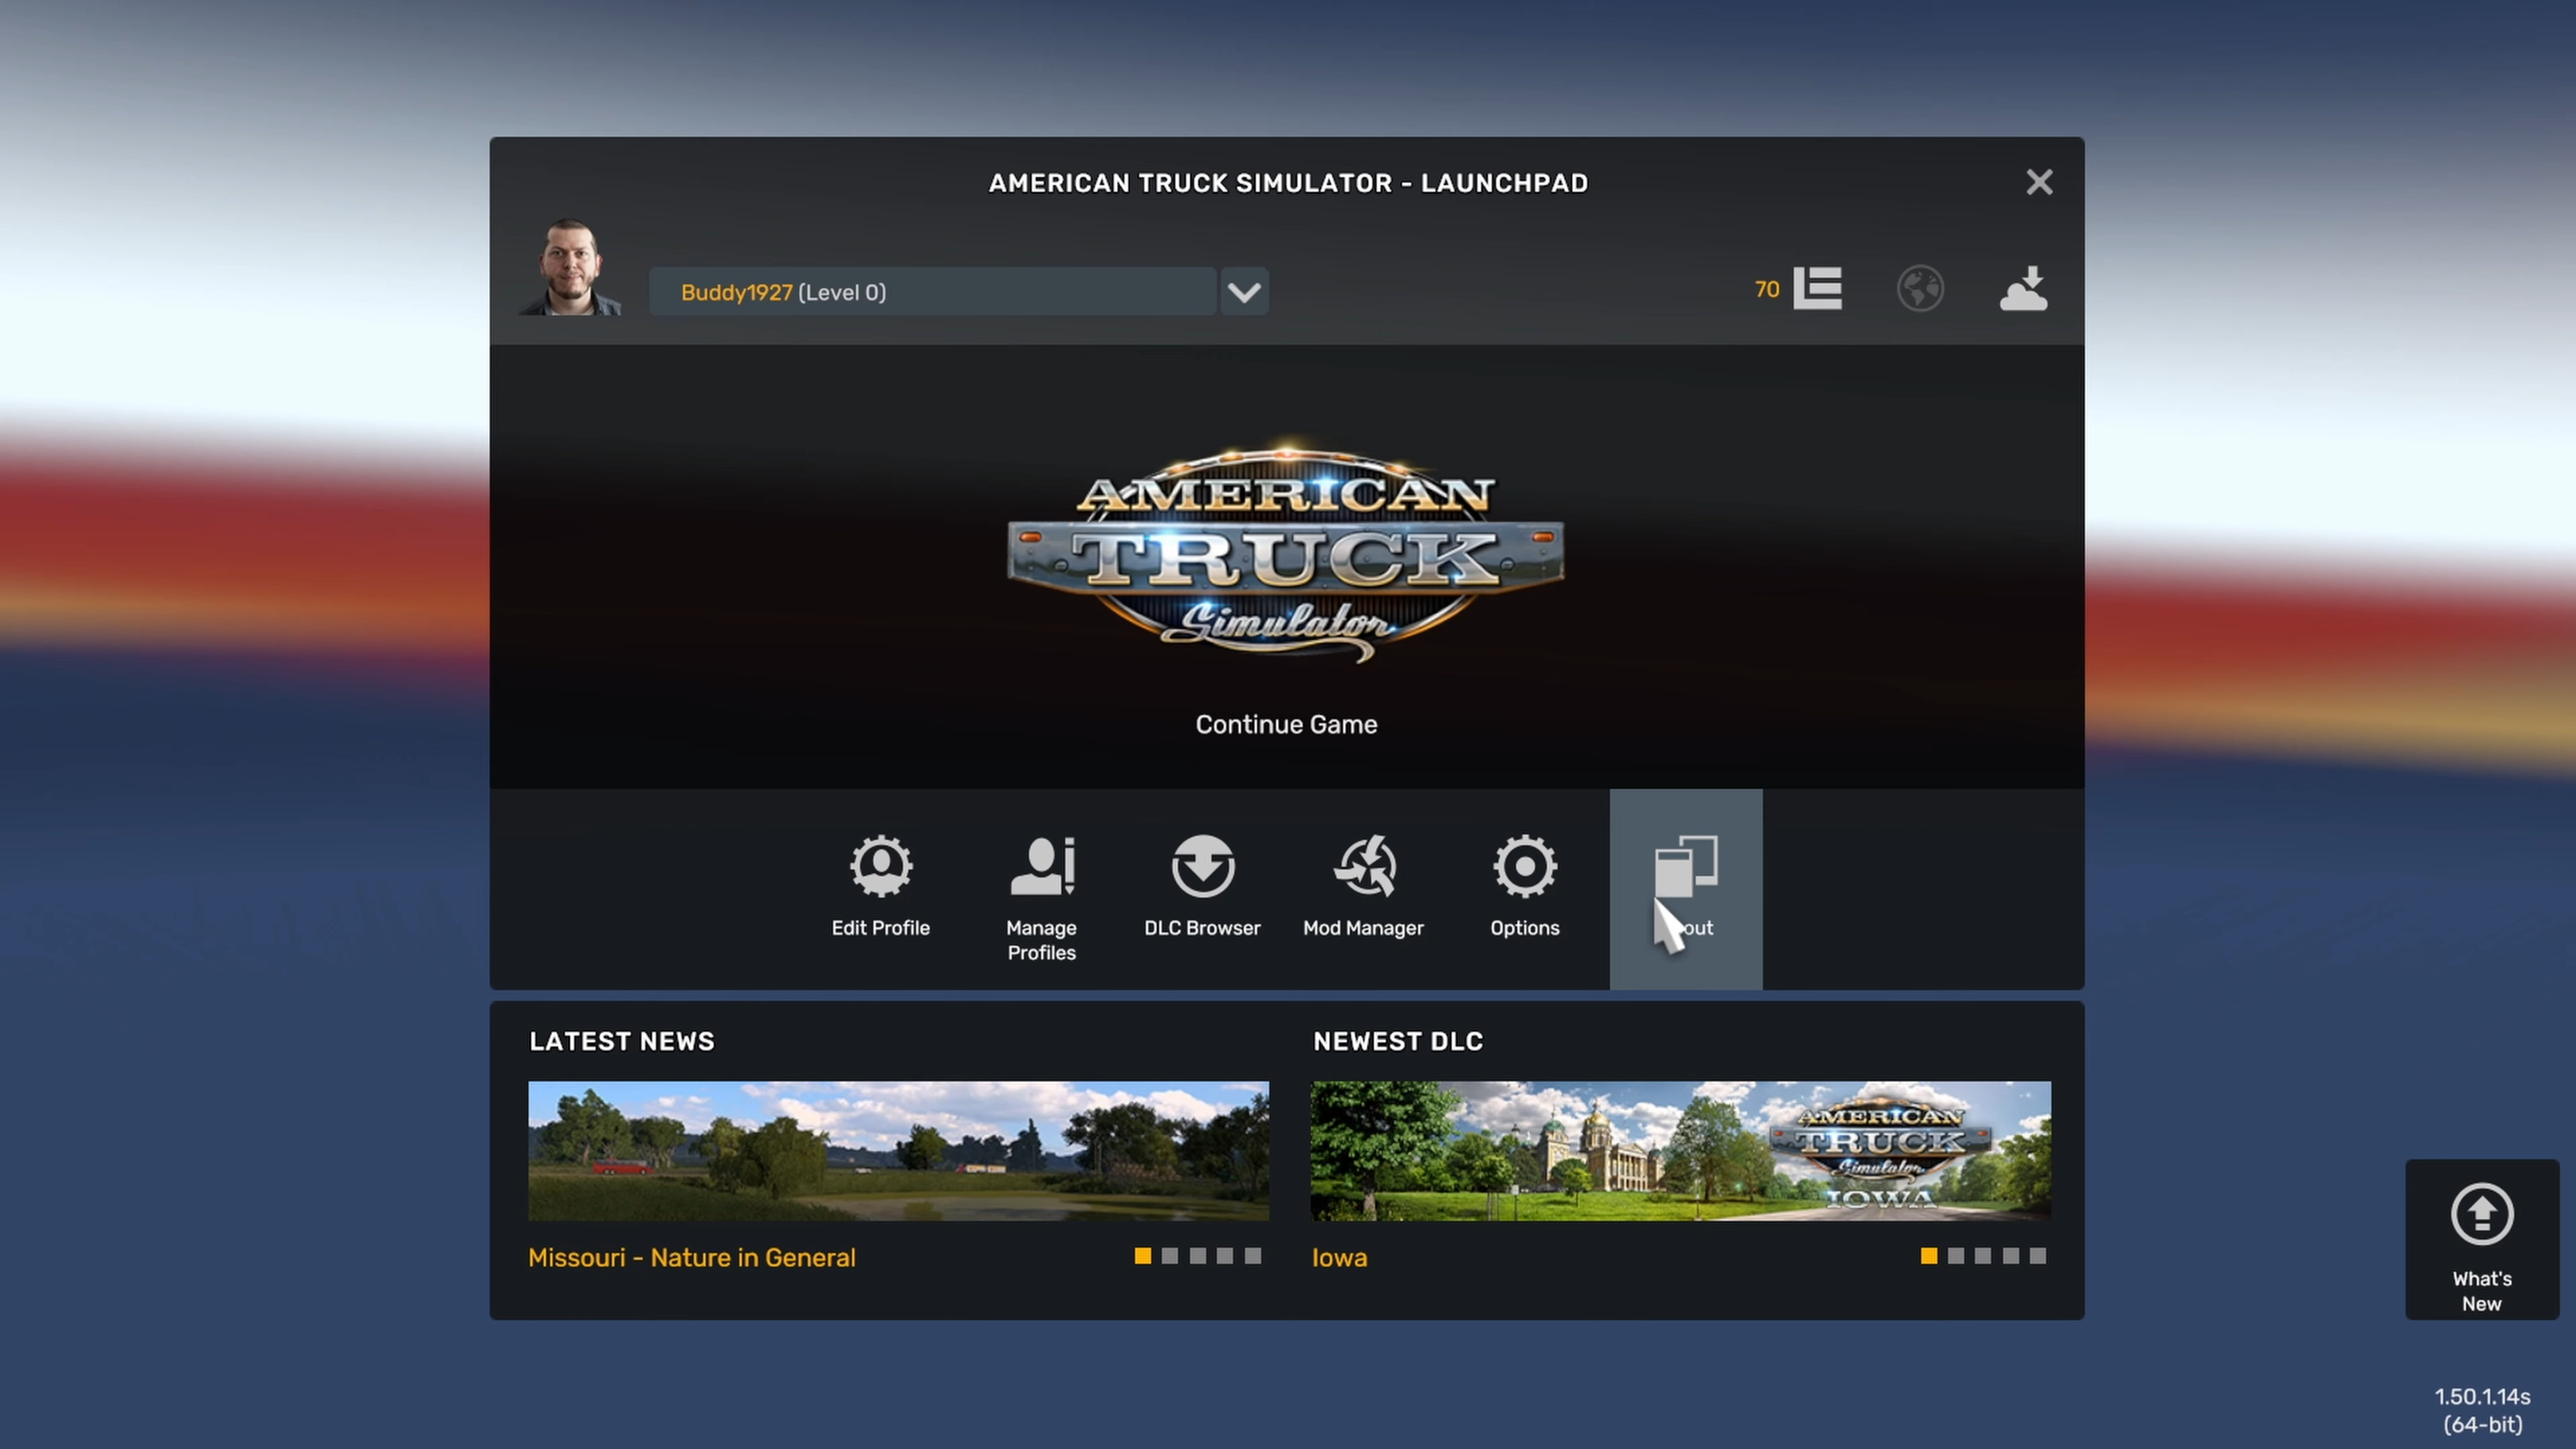 AMERICAN TRUCK SIMULATOR - LAUNCHPAD
Buddy1927 (Level 0)
70
AMERICAN
TRUCK
Simulator
Continue Game
Edit Profile
Manage
Profiles
DLC Browser
Mod Manager
Options
LATEST NEWS
NEWEST DLC
AMERICAN
TRUCK
Simulator
IOWA
Missouri - Nature in General
Iowa
What's
New
1.50.1.14s
(64-bit)